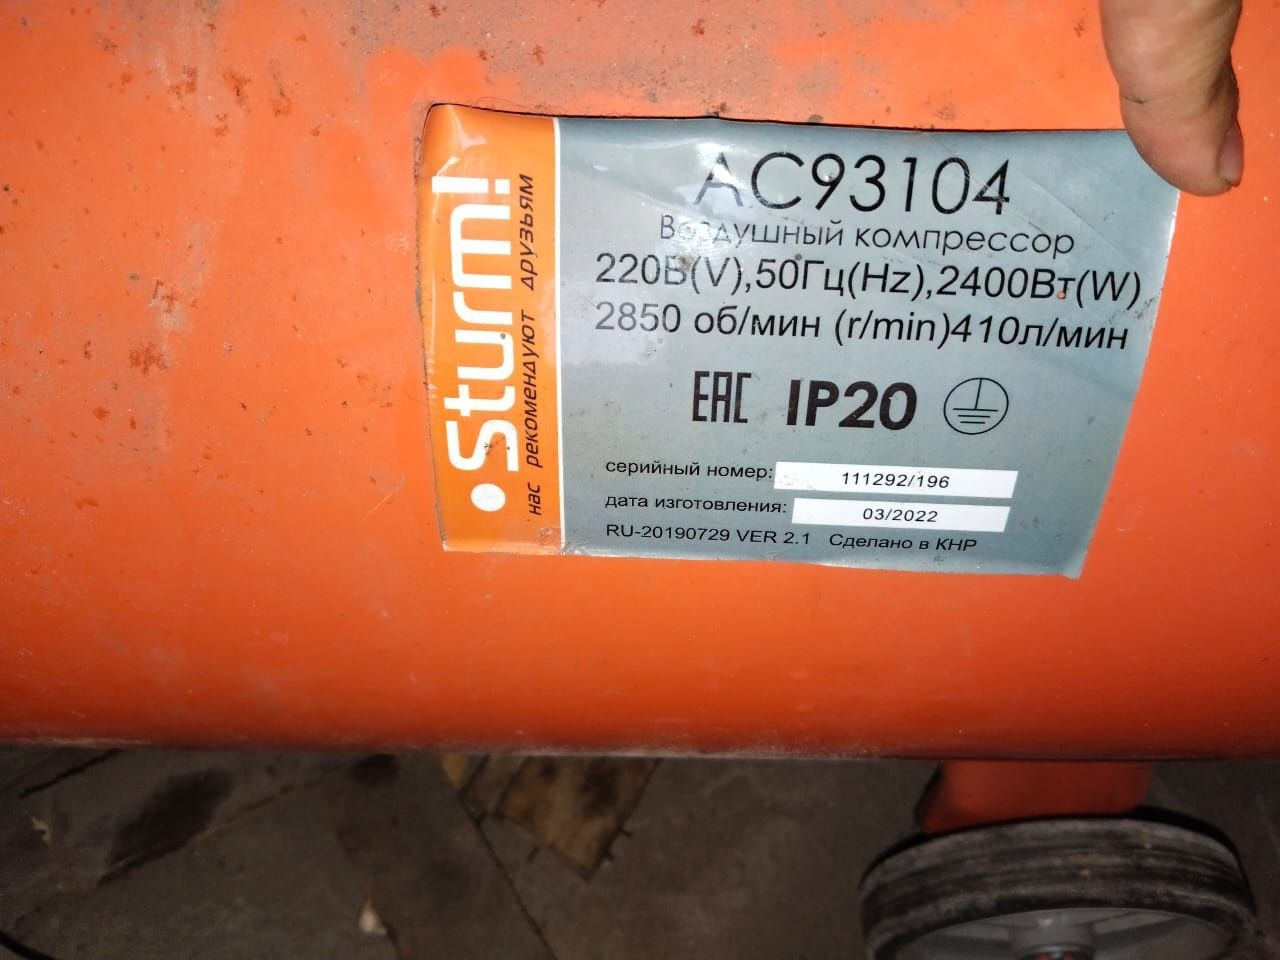 •sturm!
нас рекомендуют друзьям
AC93104
Воздушный компрессор
220В(V),50Гц(Hz),2400Вт(W)
2850 об/мин (r/min)410л/мин
EAC IP20
серийный номер: 111292/196
дата изготовления: 03/2022
RU-20190729 VER 2.1 Сделано в КНР